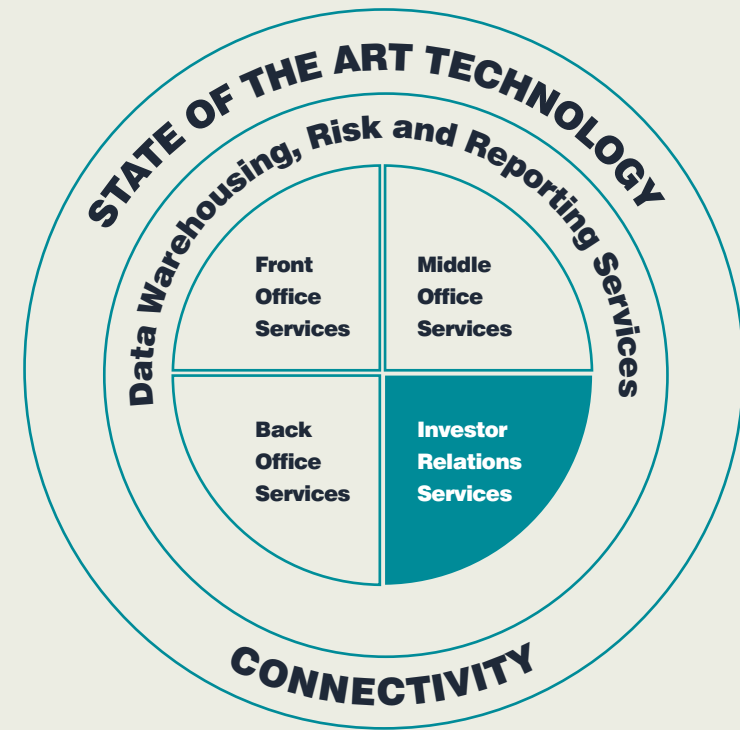 STATE OF THE ART TECHNOLOGY
Data Warehousing, Risk and Reporting Services
Front
Office
Services
Middle
Office
Services
Back
Office
Services
Investor
Relations
Services
CONNECTIVITY